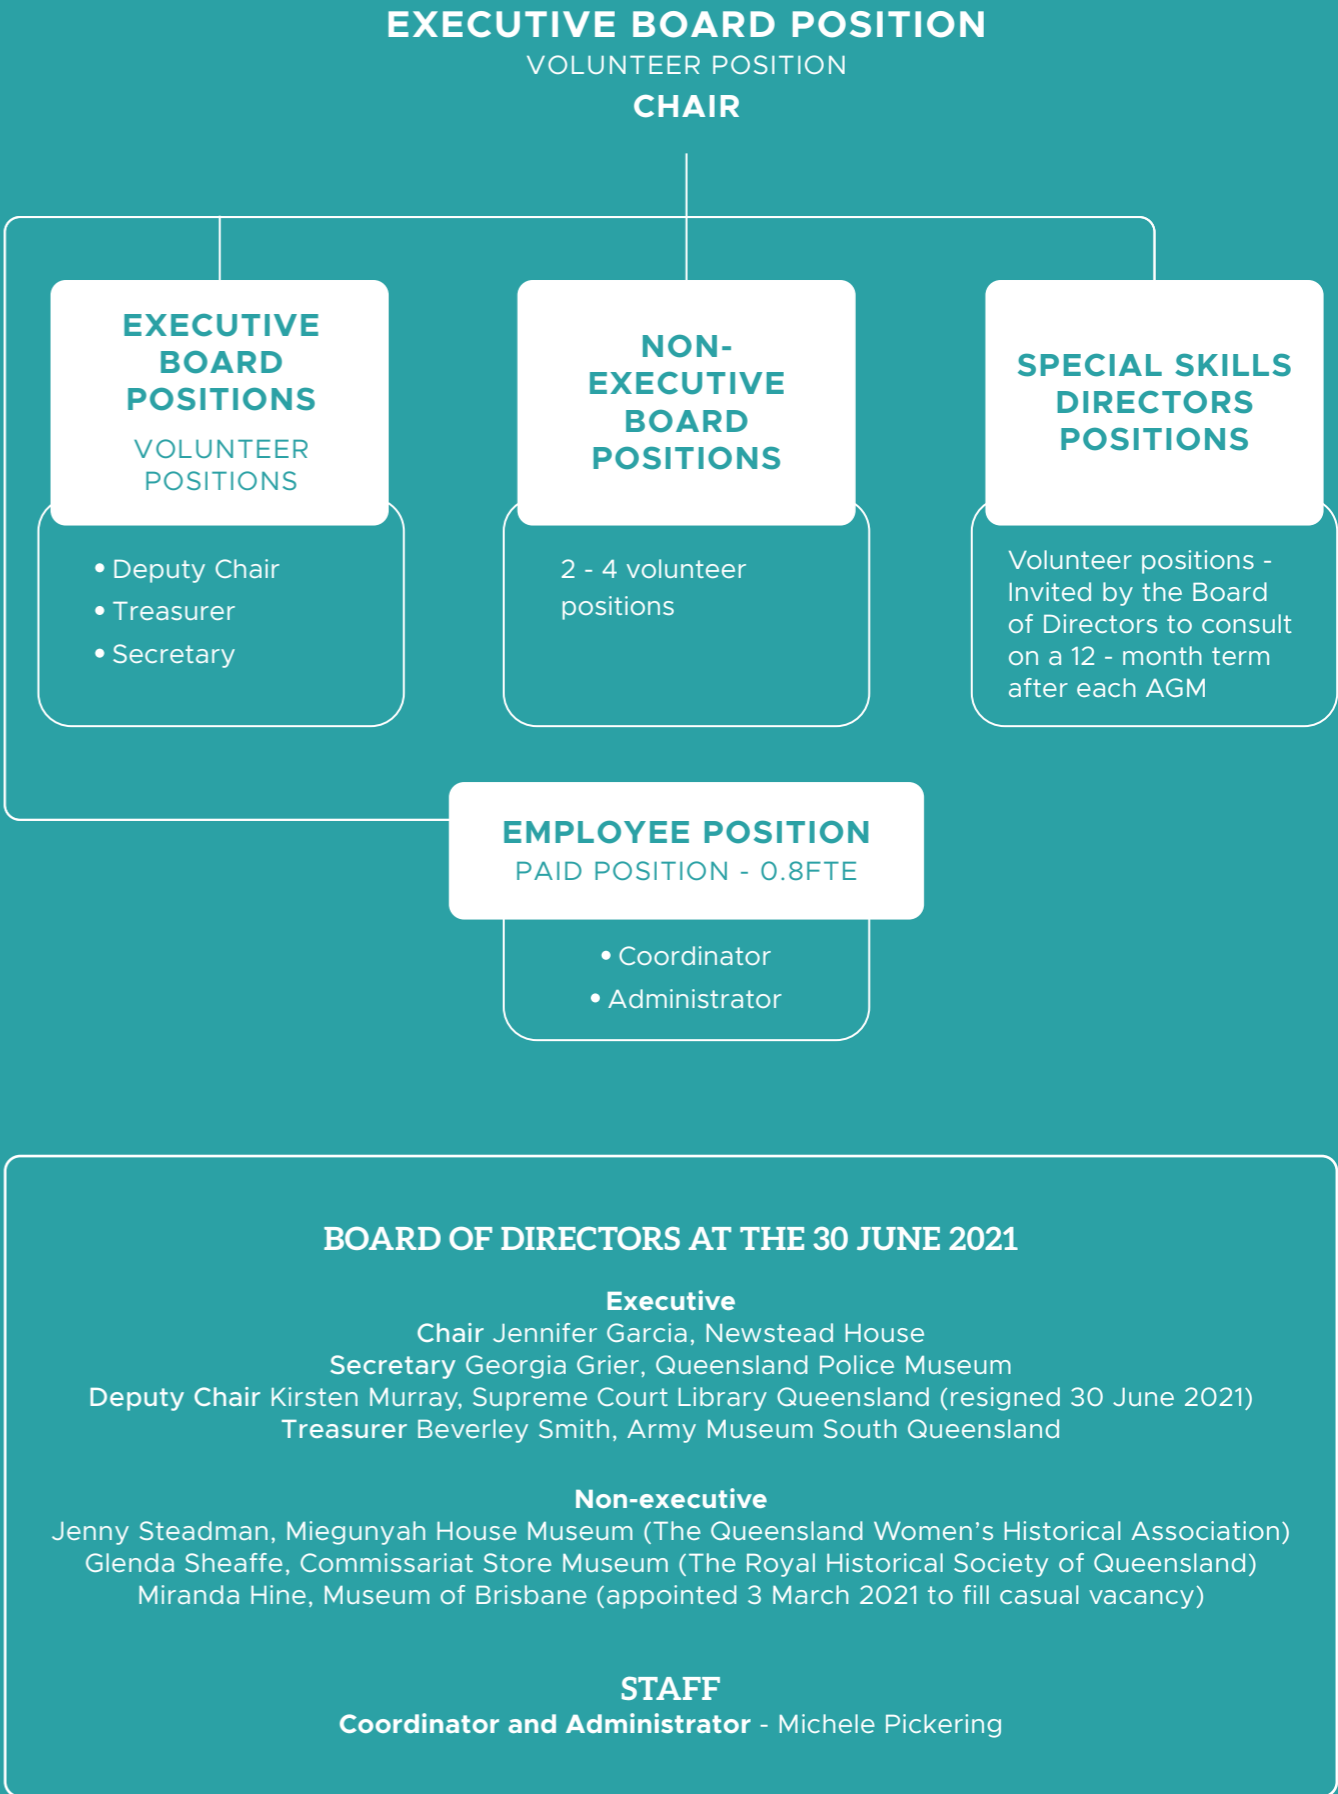 EXECUTIVE BOARD POSITION
VOLUNTEER POSITION
CHAIR
EXECUTIVE
BOARD
POSITIONS
VOLUNTEER
POSITIONS
• Deputy Chair
• Treasurer
• Secretary
NON-
EXECUTIVE
BOARD
POSITIONS
2 - 4 volunteer
positions
SPECIAL SKILLS
DIRECTORS
POSITIONS
Volunteer positions -
Invited by the Board
of Directors to consult
on a 12 - month term
after each AGM
EMPLOYEE POSITION
PAID POSITION - 0.8FTE
• Coordinator
• Administrator
BOARD OF DIRECTORS AT THE 30 JUNE 2021
Executive
Chair Jennifer Garcia, Newstead House
Secretary Georgia Grier, Queensland Police Museum
Deputy Chair Kirsten Murray, Supreme Court Library Queensland (resigned 30 June 2021)
Treasurer Beverley Smith, Army Museum South Queensland
Non-executive
Jenny Steadman, Miegunyah House Museum (The Queensland Women's Historical Association)
Glenda Sheaffe, Commissariat Store Museum (The Royal Historical Society of Queensland)
Miranda Hine, Museum of Brisbane (appointed 3 March 2021 to fill casual vacancy)
STAFF
Coordinator and Administrator - Michele Pickering